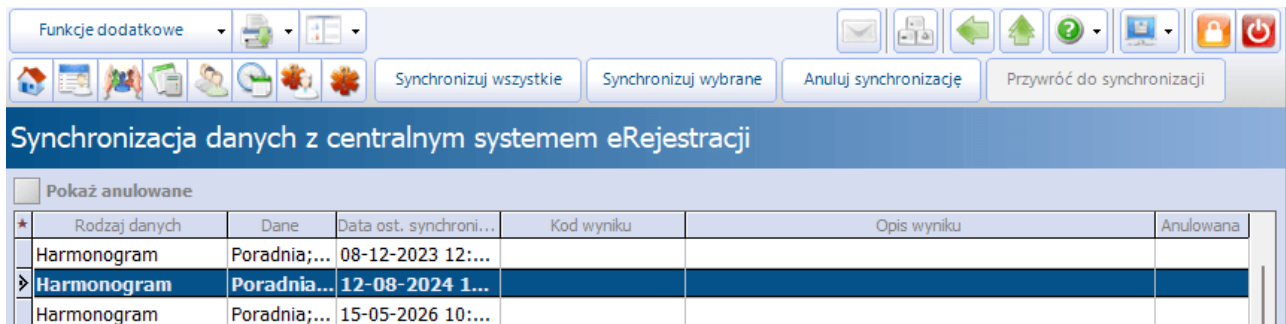 Funkcje dodatkowe
Synchronizuj wszystkie Synchronizuj wybrane Anuluj synchronizację Przywróć do synchronizacji
Synchronizacja danych z centralnym systemem eRejestracji
Pokaż anulowane
* Rodzaj danych Dane Data ost. synchroni... Kod wyniku Opis wyniku Anulowana
Harmonogram Poradnia;... 08-12-2023 12:...
Harmonogram Poradnia... 12-08-2024 1...
Harmonogram Poradnia;... 15-05-2026 10:...